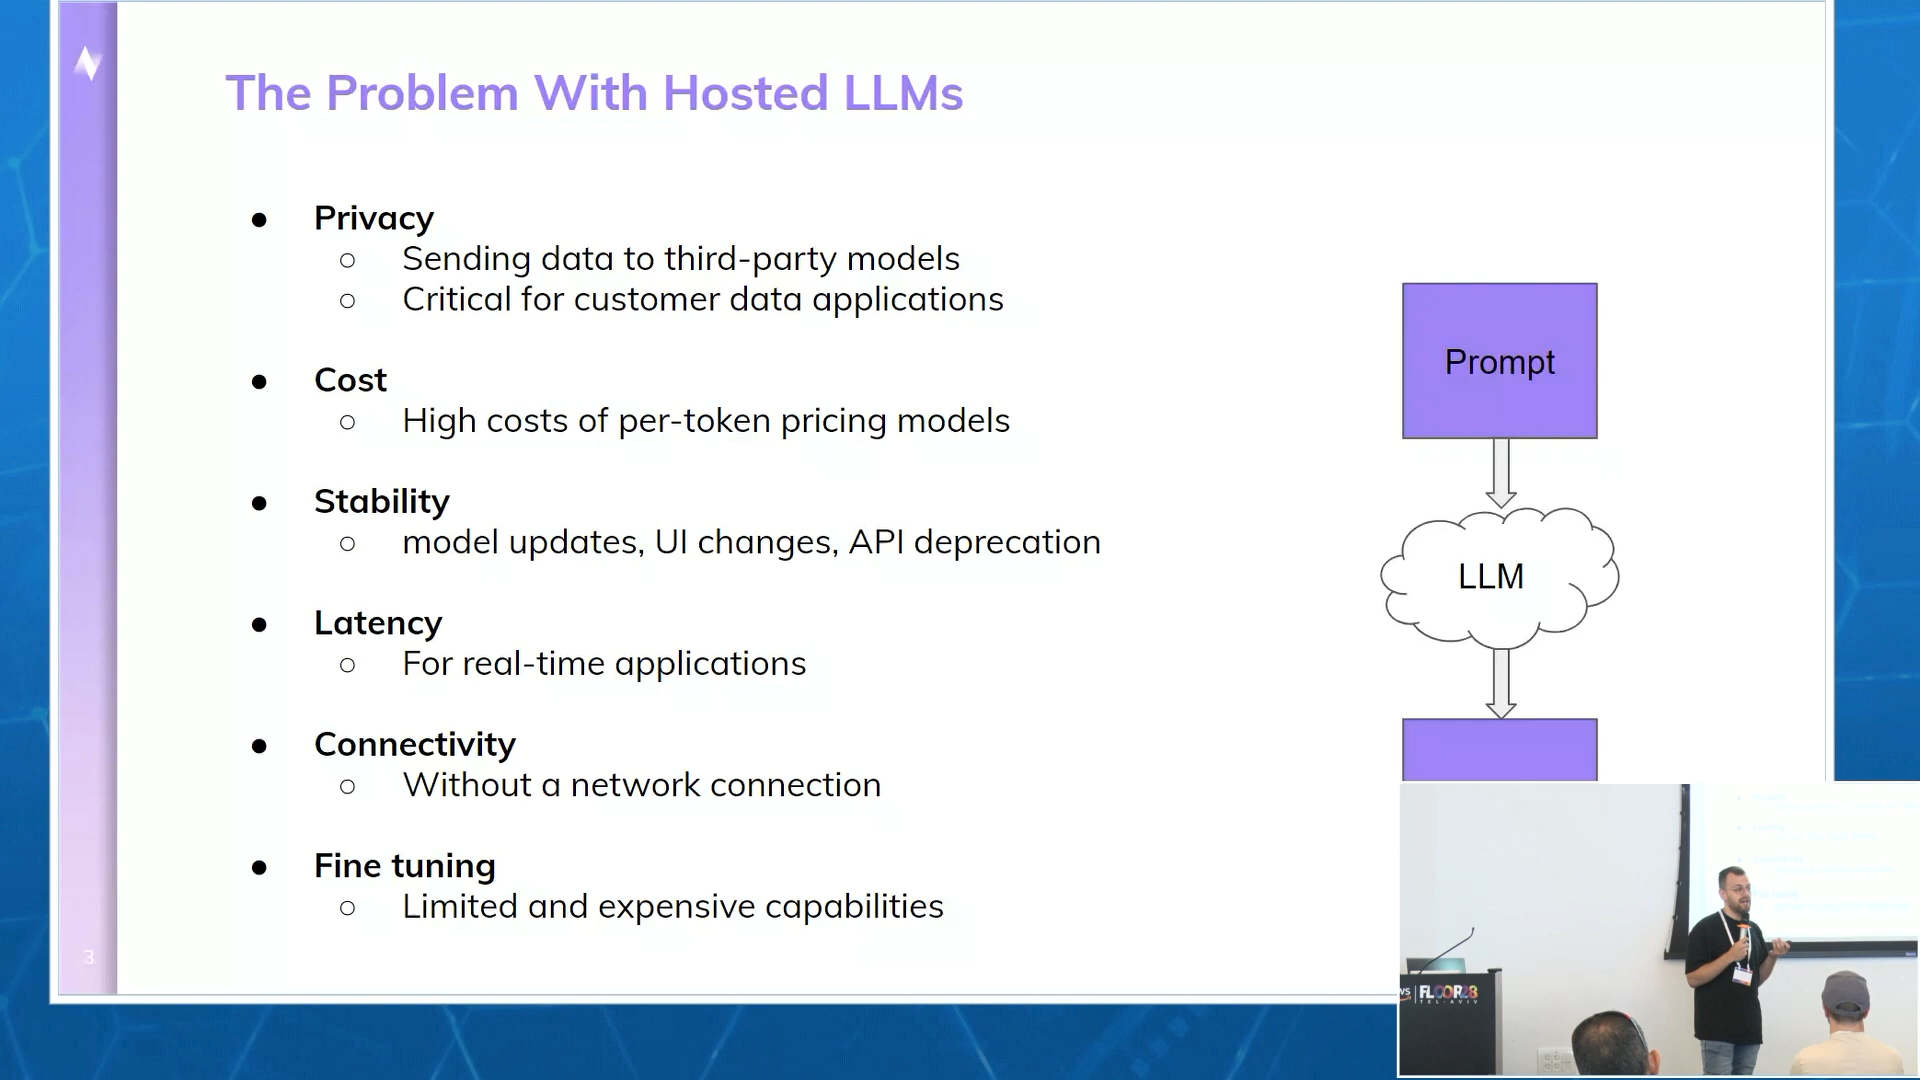 The Problem With Hosted LLMs
Privacy
Sending data to third-party models
Critical for customer data applications
Cost
High costs of per-token pricing models
Stability
model updates, UI changes, API deprecation
Latency
For real-time applications
Connectivity
Without a network connection
Fine tuning
Limited and expensive capabilities
3
Prompt
LLM
FLOOR28
TEL-AVIV